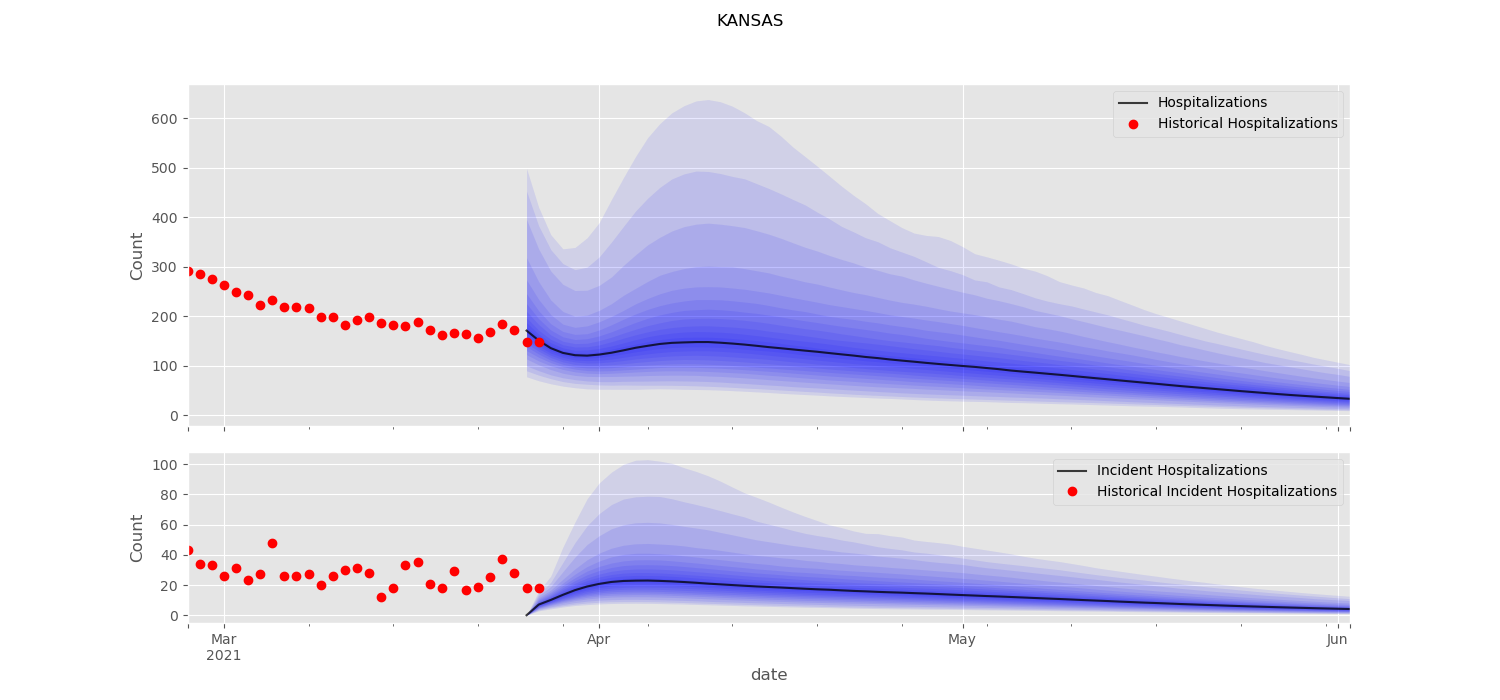 KANSAS
Hospitalizations
Historical Hospitalizations
600
500
400
300
200
100
0
Count
Incident Hospitalizations
Historical Incident Hospitalizations
100
80
60
40
20
0
Count
Mar Apr May Jun
2021
date